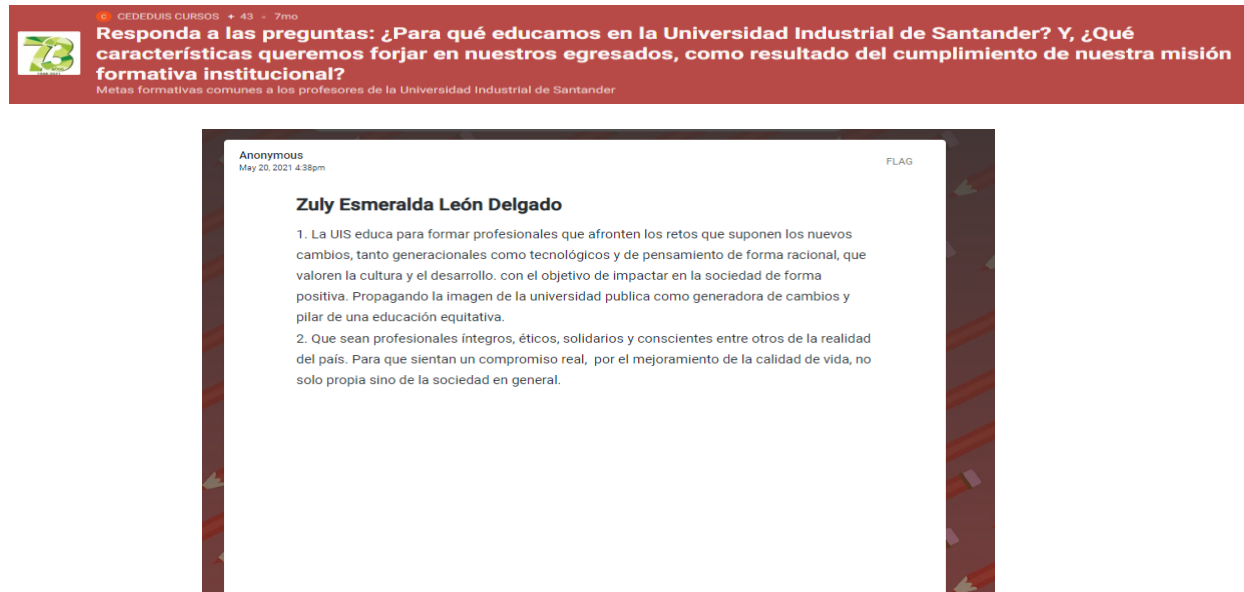 C CEDEDUIS CURSOS + 43 - 7mo
Responda a las preguntas: ¿Para qué educamos en la Universidad Industrial de Santander? Y, ¿Qué
características queremos forjar en nuestros egresados, como resultado del cumplimiento de nuestra misión
formativa institucional?
Metas formativas comunes a los profesores de la Universidad Industrial de Santander
73
Anonymous
May 20, 2021 4:38pm
FLAG
Zuly Esmeralda León Delgado
1. La UIS educa para formar profesionales que afronten los retos que suponen los nuevos
cambios, tanto generacionales como tecnológicos y de pensamiento de forma racional, que
valoren la cultura y el desarrollo. con el objetivo de impactar en la sociedad de forma
positiva. Propagando la imagen de la universidad publica como generadora de cambios y
pilar de una educación equitativa.
2. Que sean profesionales íntegros, éticos, solidarios y conscientes entre otros de la realidad
del país. Para que sientan un compromiso real, por el mejoramiento de la calidad de vida, no
solo propia sino de la sociedad en general.